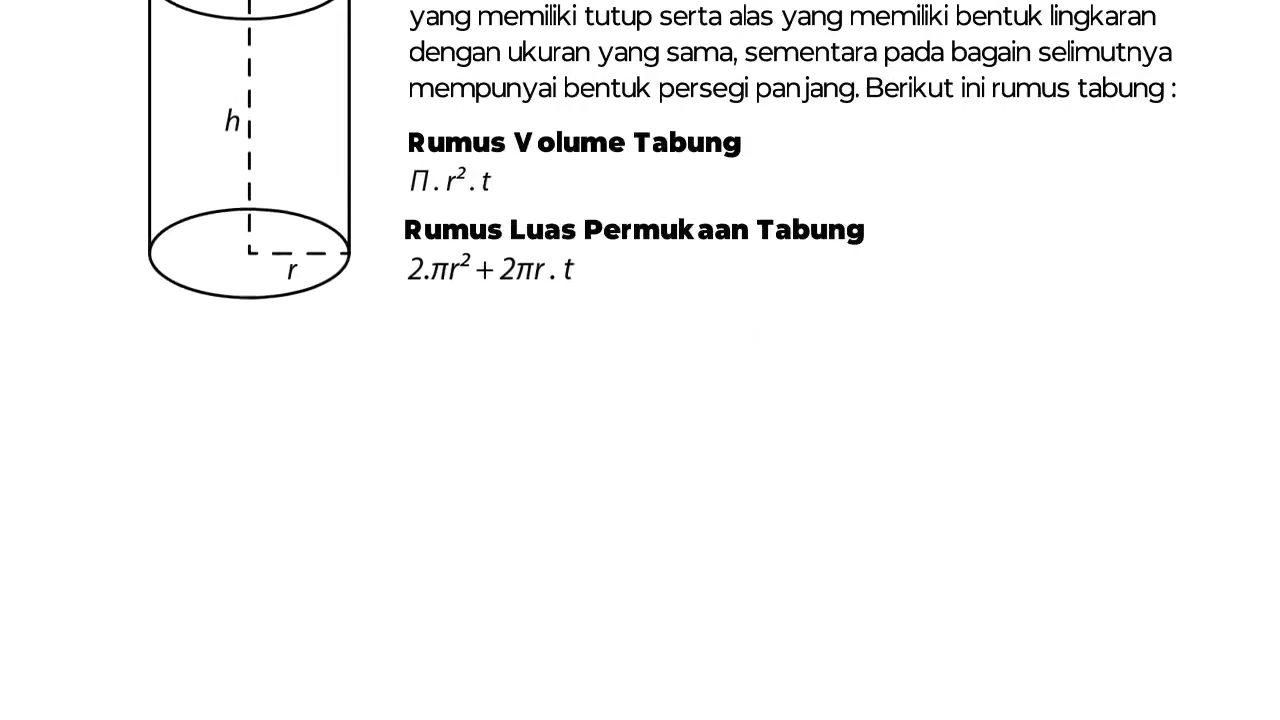 yang memiliki tutup serta alas yang memiliki bentuk lingkaran
dengan ukuran yang sama, sementara pada bagain selimutnya
mempunyai bentuk persegi panjang. Berikut ini rumus tabung :
h
Rumus Volume Tabung
Π . r² . t
Rumus Luas Permukaan Tabung
2.πr² + 2πr . t
r